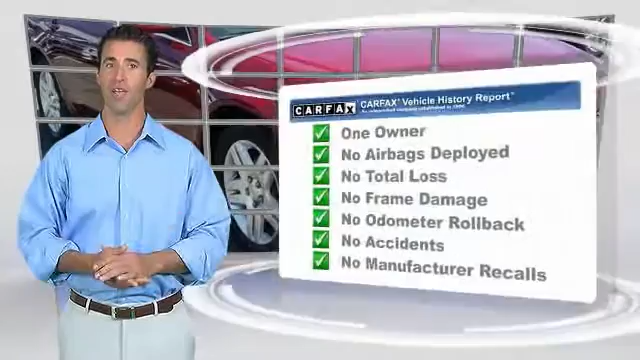 CARFAX CARFAX Vehicle History Report™
One Owner
No Airbags Deployed
No Total Loss
No Frame Damage
No Odometer Rollback
No Accidents
No Manufacturer Recalls